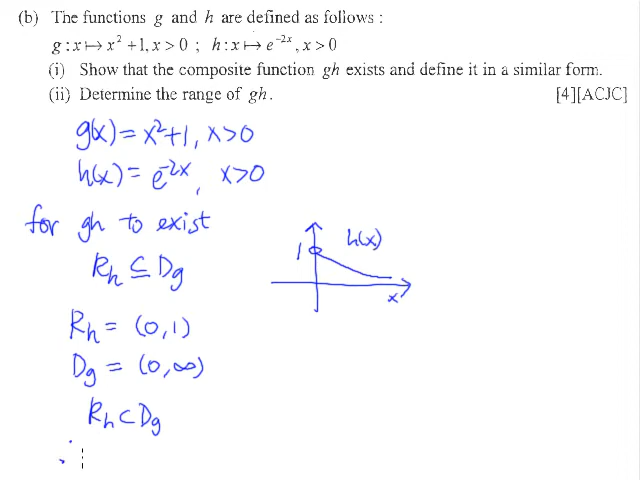 (b) The functions g and h are defined as follows :
g : x ↦ x² + 1, x > 0 ; h : x ↦ e⁻²ˣ, x > 0
(i) Show that the composite function gh exists and define it in a similar form.
(ii) Determine the range of gh. [4][ACJC]
g(x) = x²+1, x>0
h(x) = e⁻²ˣ, x>0
for gh to exist
R_h ⊆ D_g
h(x)
1
x
R_h = (0,1)
D_g = (0,∞)
R_h ⊂ D_g